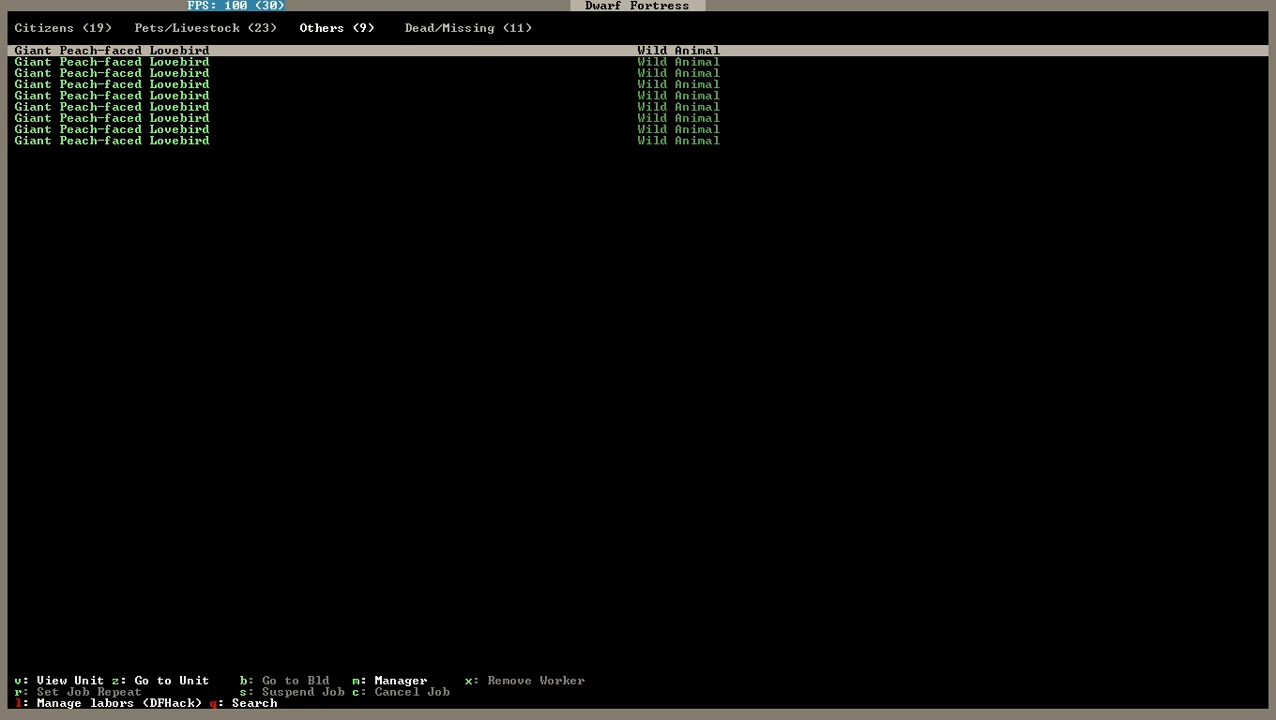 FPS: 100 (30) Dwarf Fortress
Citizens (19) Pets/Livestock (23) Others (9) Dead/Missing (11)
Giant Peach-faced Lovebird Wild Animal
Giant Peach-faced Lovebird Wild Animal
Giant Peach-faced Lovebird Wild Animal
Giant Peach-faced Lovebird Wild Animal
Giant Peach-faced Lovebird Wild Animal
Giant Peach-faced Lovebird Wild Animal
Giant Peach-faced Lovebird Wild Animal
Giant Peach-faced Lovebird Wild Animal
Giant Peach-faced Lovebird Wild Animal
v: View Unit z: Go to Unit b: Go to Bld m: Manager x: Remove Worker
r: Set Job Repeat s: Suspend Job c: Cancel Job
l: Manage labors (DFHack) q: Search